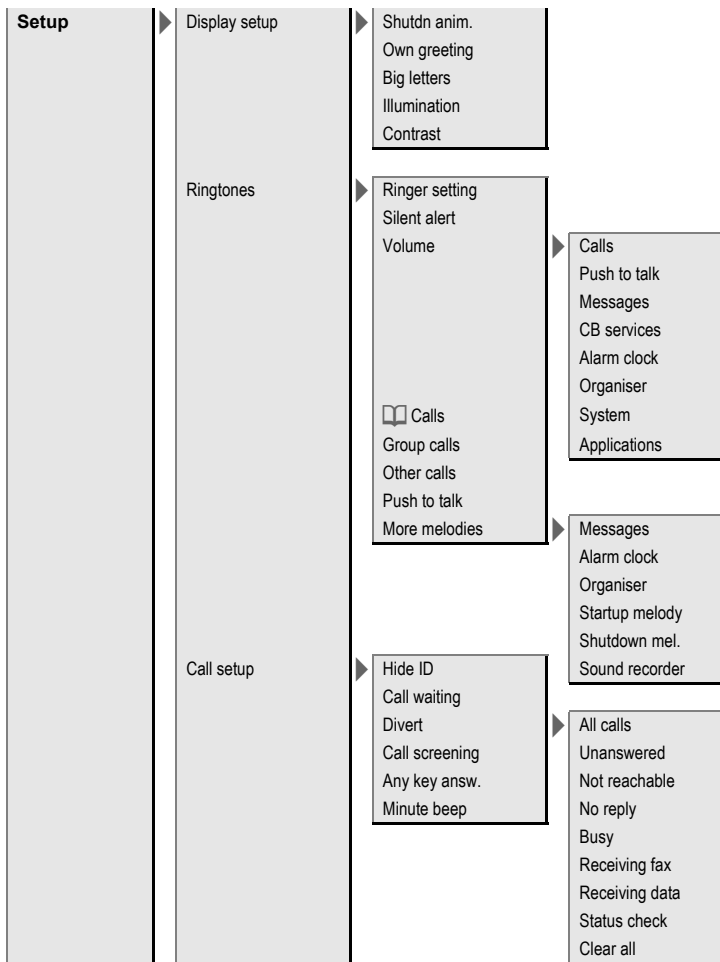 Setup
Display setup
Shutdn anim.
Own greeting
Big letters
Illumination
Contrast
Ringtones
Ringer setting
Silent alert
Volume
Calls
Push to talk
Messages
CB services
Alarm clock
Organiser
System
Applications
Calls
Group calls
Other calls
Push to talk
More melodies
Messages
Alarm clock
Organiser
Startup melody
Shutdown mel.
Sound recorder
Call setup
Hide ID
Call waiting
Divert
All calls
Unanswered
Not reachable
No reply
Busy
Receiving fax
Receiving data
Status check
Clear all
Call screening
Any key answ.
Minute beep